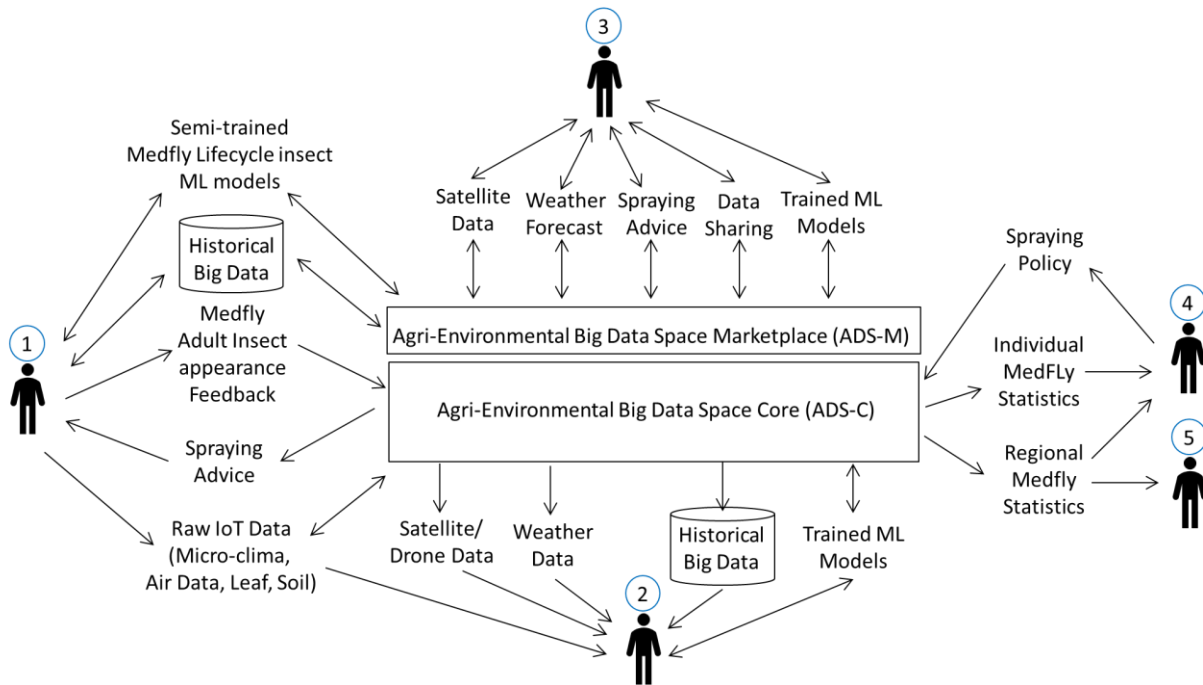 3
Semi-trained
Medfly Lifecycle insect
ML models
Satellite
Data
Weather
Forecast
Spraying
Advice
Data
Sharing
Trained ML
Models
Historical
Big Data
Spraying
Policy
Medfly
Adult Insect
appearance
Feedback
1
Agri-Environmental Big Data Space Marketplace (ADS-M)
Agri-Environmental Big Data Space Core (ADS-C)
4
Individual
MedFLy
Statistics
5
Regional
Medfly
Statistics
Spraying
Advice
Raw IoT Data
(Micro-clima,
Air Data, Leaf, Soil)
Satellite/
Drone Data
Weather
Data
Historical
Big Data
Trained ML
Models
2